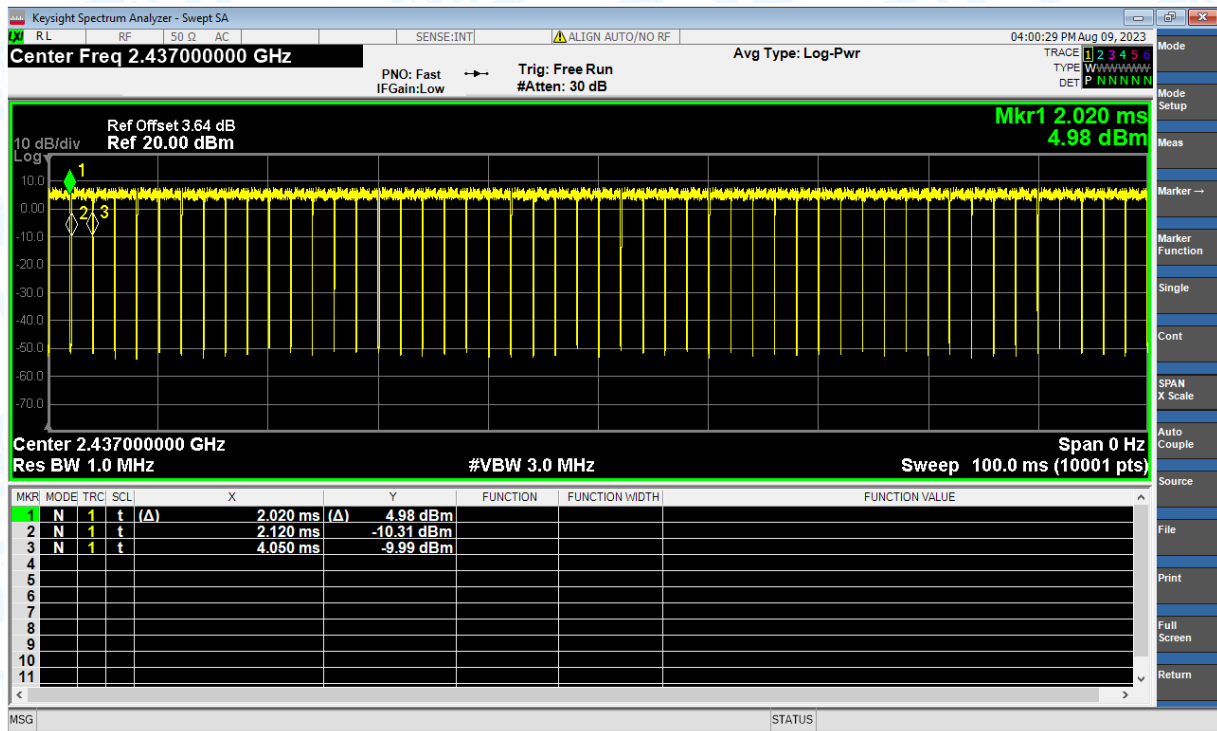 Keysight Spectrum Analyzer - Swept SA
LXI RL RF 50 Ω AC SENSE:INT ALIGN AUTO/NO RF 04:00:29 PM Aug 09, 2023
Center Freq 2.437000000 GHz
Avg Type: Log-Pwr
TRACE 1 2 3 4 5 6
TYPE WWWWWW
DET P N N N N N
PNO: Fast
IFGain:Low
Trig: Free Run
#Atten: 30 dB
Mkr1 2.020 ms
4.98 dBm
Ref Offset 3.64 dB
10 dB/div Ref 20.00 dBm
Log
10.0
0.00
-10.0
-20.0
-30.0
-40.0
-50.0
-60.0
-70.0
1
2
3
Center 2.437000000 GHz Span 0 Hz
Res BW 1.0 MHz #VBW 3.0 MHz Sweep 100.0 ms (10001 pts)
MKR MODE TRC SCL X Y FUNCTION FUNCTION WIDTH FUNCTION VALUE
1 N 1 t (Δ) 2.020 ms (Δ) 4.98 dBm
2 N 1 t 2.120 ms -10.31 dBm
3 N 1 t 4.050 ms -9.99 dBm
4
5
6
7
8
9
10
11
MSG STATUS
Mode
Mode
Setup
Meas
Marker→
Marker
Function
Single
Cont
SPAN
X Scale
Auto
Couple
Source
File
Print
Full
Screen
Return